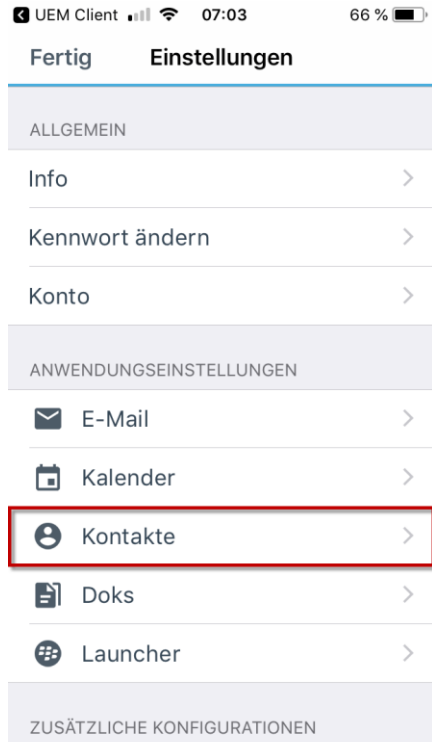 UEM Client 07:03 66 %
Fertig Einstellungen
ALLGEMEIN
Info
Kennwort ändern
Konto
ANWENDUNGSEINSTELLUNGEN
E-Mail
Kalender
Kontakte
Doks
Launcher
ZUSÄTZLICHE KONFIGURATIONEN